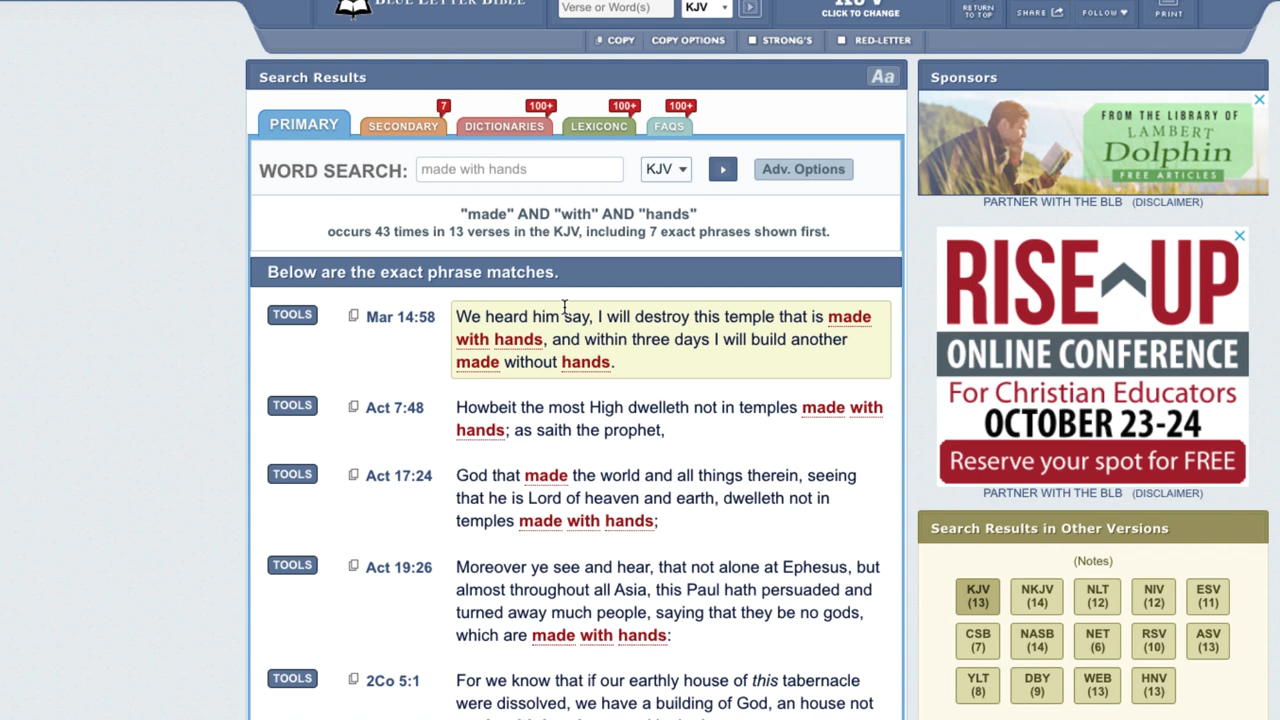 BLUE LETTER BIBLE
Verse or Word(s)
KJV
KJV
CLICK TO CHANGE
RETURN
TO TOP
SHARE
FOLLOW
PRINT
COPY
COPY OPTIONS
STRONG'S
RED-LETTER
Search Results
Aa
PRIMARY
SECONDARY
7
DICTIONARIES
100+
LEXICONC
100+
FAQS
100+
WORD SEARCH:
made with hands
KJV
Adv. Options
"made" AND "with" AND "hands"
occurs 43 times in 13 verses in the KJV, including 7 exact phrases shown first.
Below are the exact phrase matches.
TOOLS
Mar 14:58
We heard him say, I will destroy this temple that is made
with hands, and within three days I will build another
made without hands.
TOOLS
Act 7:48
Howbeit the most High dwelleth not in temples made with
hands; as saith the prophet,
TOOLS
Act 17:24
God that made the world and all things therein, seeing
that he is Lord of heaven and earth, dwelleth not in
temples made with hands;
TOOLS
Act 19:26
Moreover ye see and hear, that not alone at Ephesus, but
almost throughout all Asia, this Paul hath persuaded and
turned away much people, saying that they be no gods,
which are made with hands:
TOOLS
2Co 5:1
For we know that if our earthly house of this tabernacle
were dissolved, we have a building of God, an house not
Sponsors
FROM THE LIBRARY OF
LAMBERT
Dolphin
FREE ARTICLES
PARTNER WITH THE BLB (DISCLAIMER)
RISE UP
ONLINE CONFERENCE
For Christian Educators
OCTOBER 23-24
Reserve your spot for FREE
PARTNER WITH THE BLB (DISCLAIMER)
Search Results in Other Versions
(Notes)
KJV NKJV NLT NIV ESV
(13) (14) (12) (12) (11)
CSB NASB NET RSV ASV
(7) (14) (6) (10) (13)
YLT DBY WEB HNV
(8) (9) (13) (13)